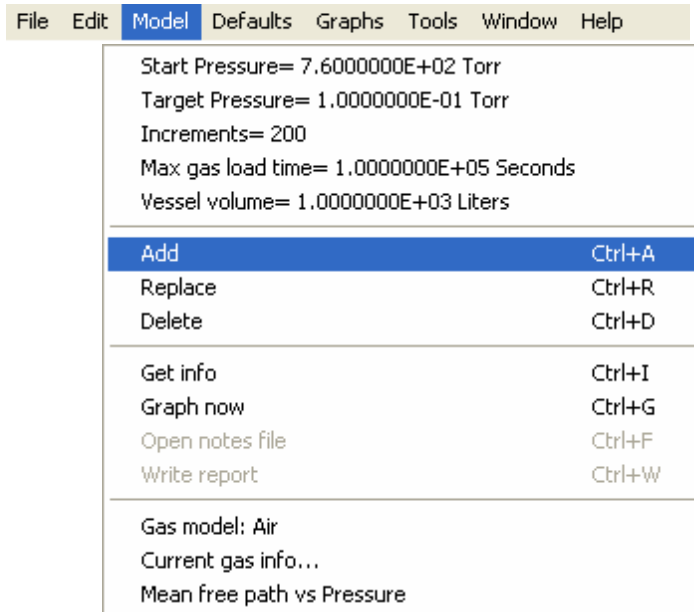 File Edit Model Defaults Graphs Tools Window Help
Start Pressure= 7.6000000E+02 Torr
Target Pressure= 1.0000000E-01 Torr
Increments= 200
Max gas load time= 1.0000000E+05 Seconds
Vessel volume= 1.0000000E+03 Liters
Add Ctrl+A
Replace Ctrl+R
Delete Ctrl+D
Get info Ctrl+I
Graph now Ctrl+G
Open notes file Ctrl+F
Write report Ctrl+W
Gas model: Air
Current gas info...
Mean free path vs Pressure